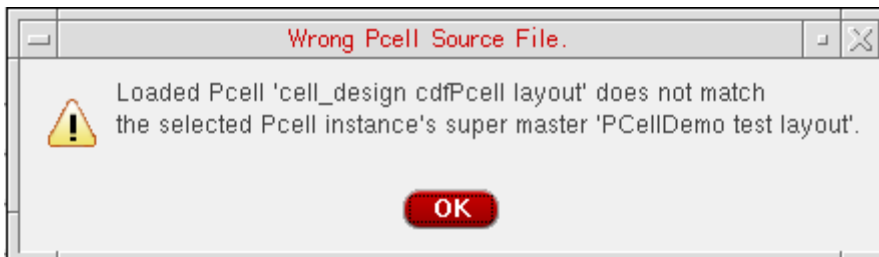 Wrong Pcell Source File.
Loaded Pcell 'cell_design cdfPcell layout' does not match
the selected Pcell instance's super master 'PCellDemo test layout'.
OK